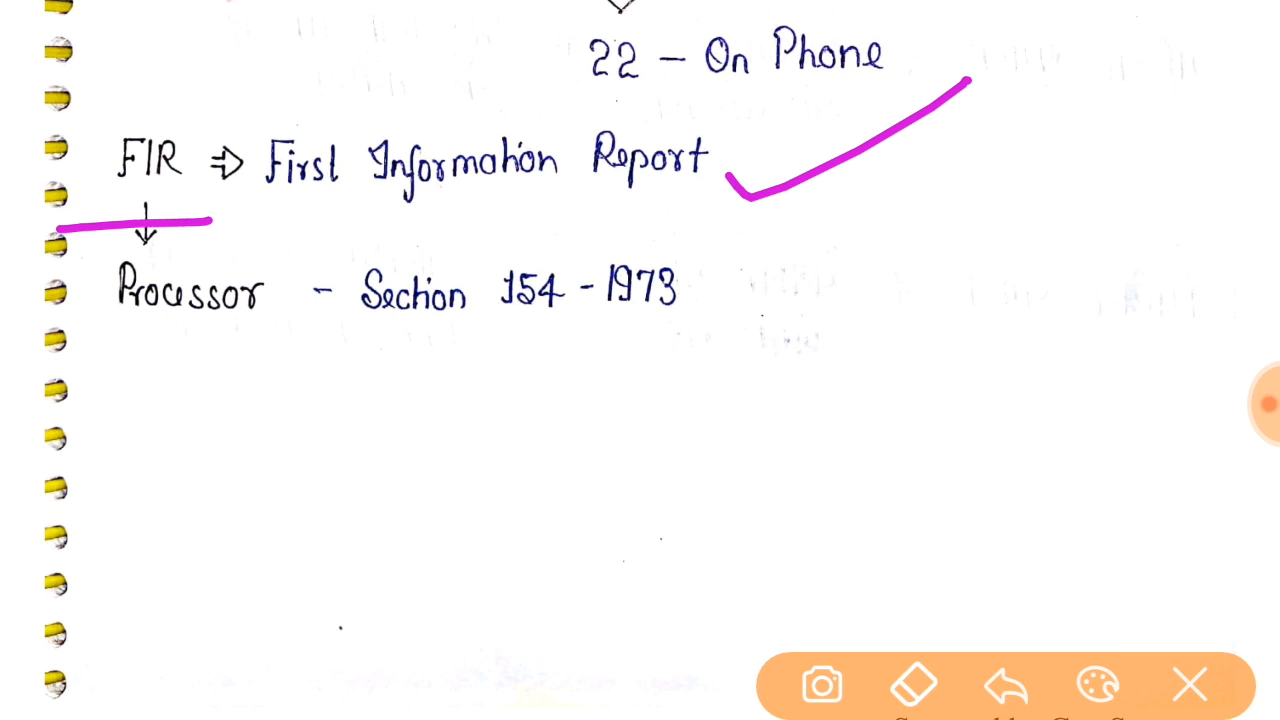 22 - On Phone
FIR ⇒ First Information Report
↓
Processor - Section 154 - 1973